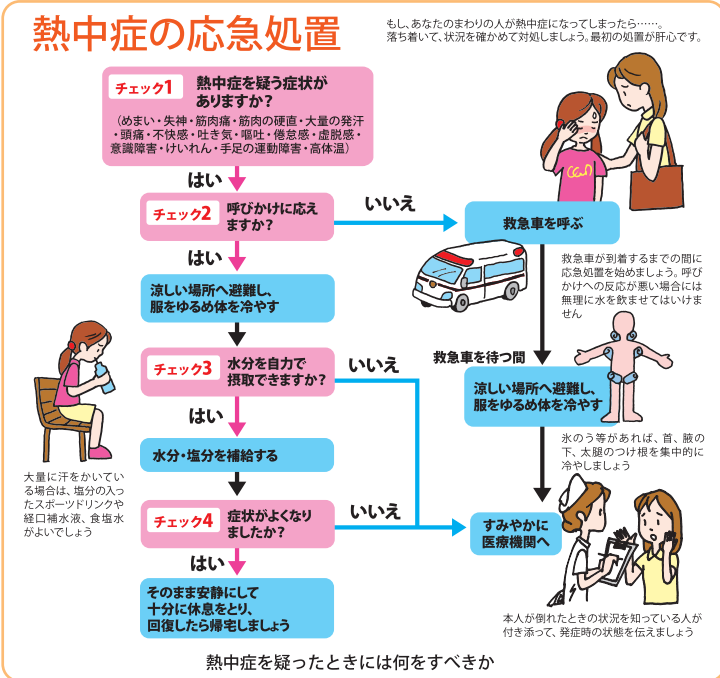 熱中症の応急処置
もし、あなたのまわりの人が熱中症になってしまったら……。
落ち着いて、状況を確かめて対処しましょう。最初の処置が肝心です。
チェック1
熱中症を疑う症状が
ありますか？
（めまい・失神・筋肉痛・筋肉の硬直・大量の発汗
・頭痛・不快感・吐き気・嘔吐・倦怠感・虚脱感・
意識障害・けいれん・手足の運動障害・高体温）
はい
チェック2
呼びかけに応え
ますか？
いいえ
救急車を呼ぶ
はい
救急車が到着するまでの間に
応急処置を始めましょう。呼び
かけへの反応が悪い場合には
無理に水を飲ませてはいけま
せん
涼しい場所へ避難し、
服をゆるめ体を冷やす
チェック3
水分を自力で
摂取できますか？
いいえ
救急車を待つ間
涼しい場所へ避難し、
服をゆるめ体を冷やす
はい
氷のう等があれば、首、腋の
下、太腿のつけ根を集中的に
冷やしましょう
水分・塩分を補給する
大量に汗をかいてい
る場合は、塩分の入っ
たスポーツドリンクや
経口補水液、食塩水
がよいでしょう
チェック4
症状がよくなり
ましたか？
いいえ
すみやかに
医療機関へ
はい
そのまま安静にして
十分に休息をとり、
回復したら帰宅しましょう
本人が倒れたときの状況を知っている人が
付き添って、発症時の状態を伝えましょう
熱中症を疑ったときには何をすべきか